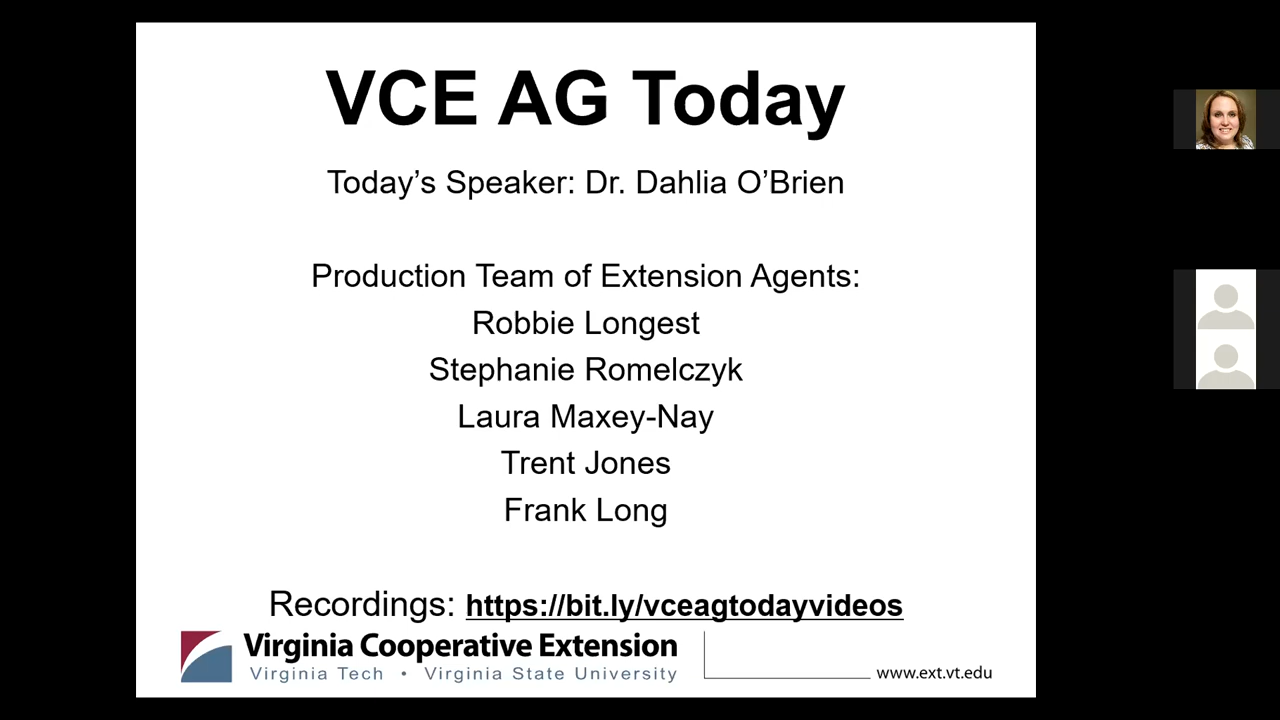 VCE AG Today
Today’s Speaker: Dr. Dahlia O’Brien
Production Team of Extension Agents:
Robbie Longest
Stephanie Romelczyk
Laura Maxey-Nay
Trent Jones
Frank Long
Recordings: https://bit.ly/vceagtodayvideos
Virginia Cooperative Extension
Virginia Tech • Virginia State University
www.ext.vt.edu